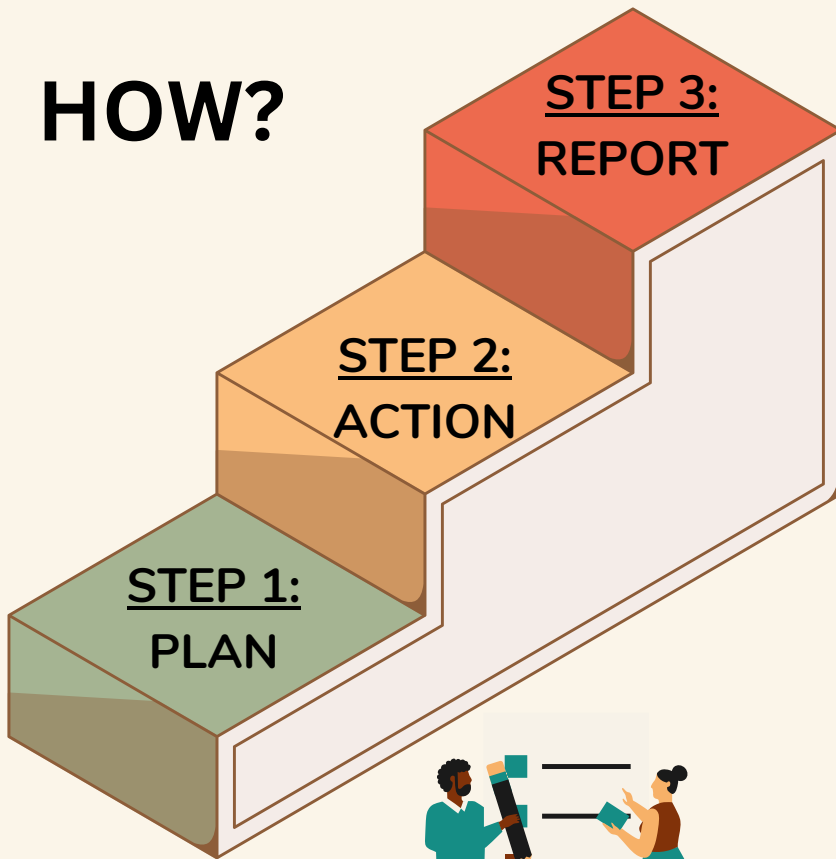 HOW?
STEP 3:
REPORT
STEP 2:
ACTION
STEP 1:
PLAN